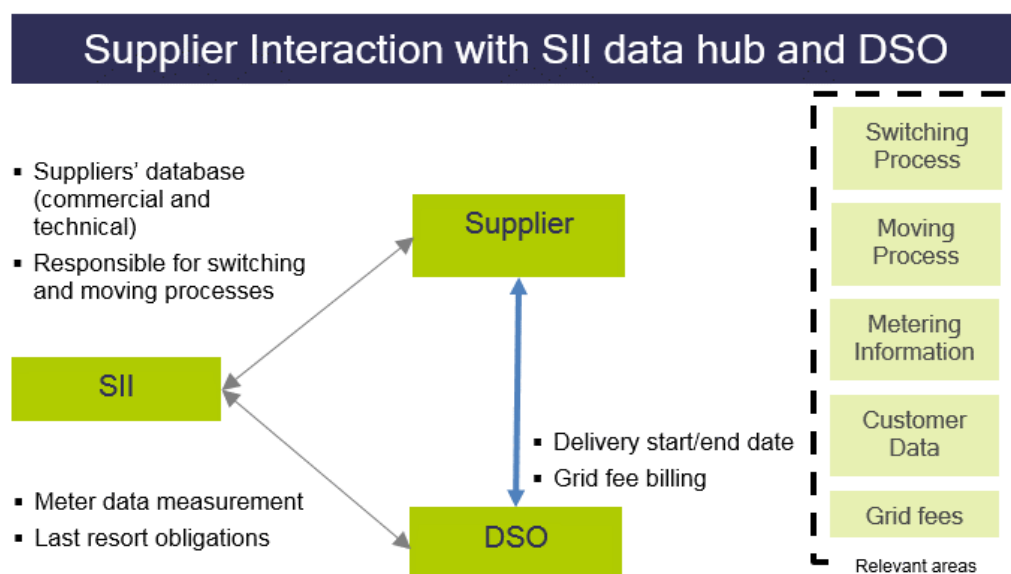 Supplier Interaction with SII data hub and DSO
▪ Suppliers’ database
(commercial and
technical)
▪ Responsible for switching
and moving processes
Supplier
SII
▪ Meter data measurement
▪ Last resort obligations
▪ Delivery start/end date
▪ Grid fee billing
DSO
Switching
Process
Moving
Process
Metering
Information
Customer
Data
Grid fees
Relevant areas